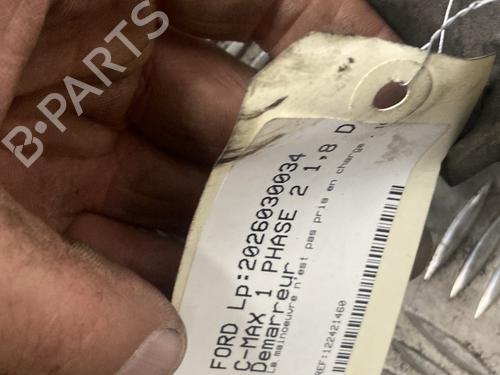 B-PARTS
FORD Lp:2026030034
C-MAX 1 PHASE 2 1,8 D
Demarreur
La mainoeuvre n'est pas pris en charge
REF:122421460